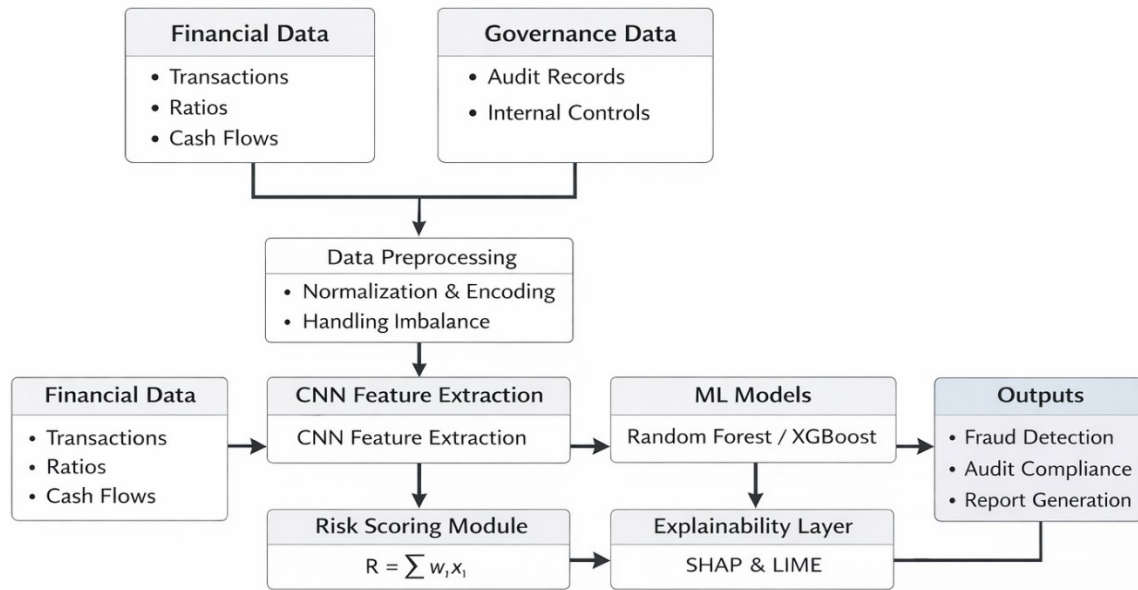 Financial Data
• Transactions
• Ratios
• Cash Flows
Governance Data
• Audit Records
• Internal Controls
Data Preprocessing
• Normalization & Encoding
• Handling Imbalance
Financial Data
• Transactions
• Ratios
• Cash Flows
CNN Feature Extraction
CNN Feature Extraction
ML Models
Random Forest / XGBoost
Outputs
• Fraud Detection
• Audit Compliance
• Report Generation
Risk Scoring Module
R = ∑ w₁x₁
Explainability Layer
SHAP & LIME